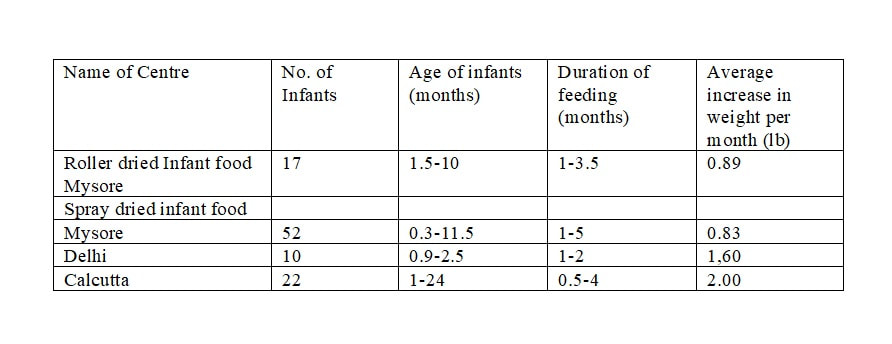 Name of Centre No. of Infants Age of infants (months) Duration of feeding (months) Average increase in weight per month (lb)
Roller dried Infant food Mysore 17 1.5-10 1-3.5 0.89
Spray dried infant food
Mysore 52 0.3-11.5 1-5 0.83
Delhi 10 0.9-2.5 1-2 1,60
Calcutta 22 1-24 0.5-4 2.00